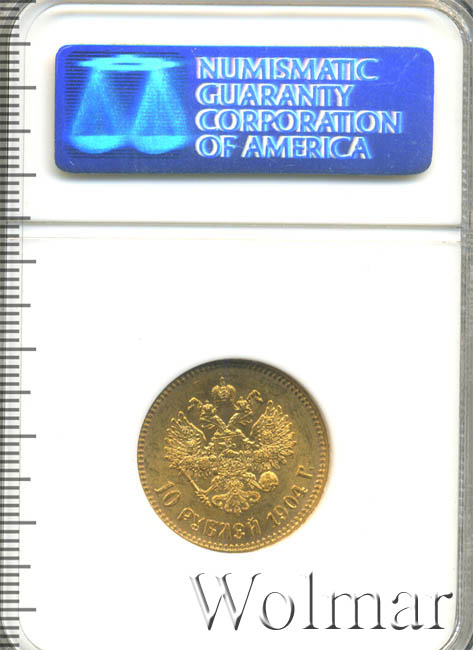 NUMISMATIC
GUARANTY
CORPORATION
OF AMERICA
10 РУБЛЕЙ 1904 Г.
Wolmar